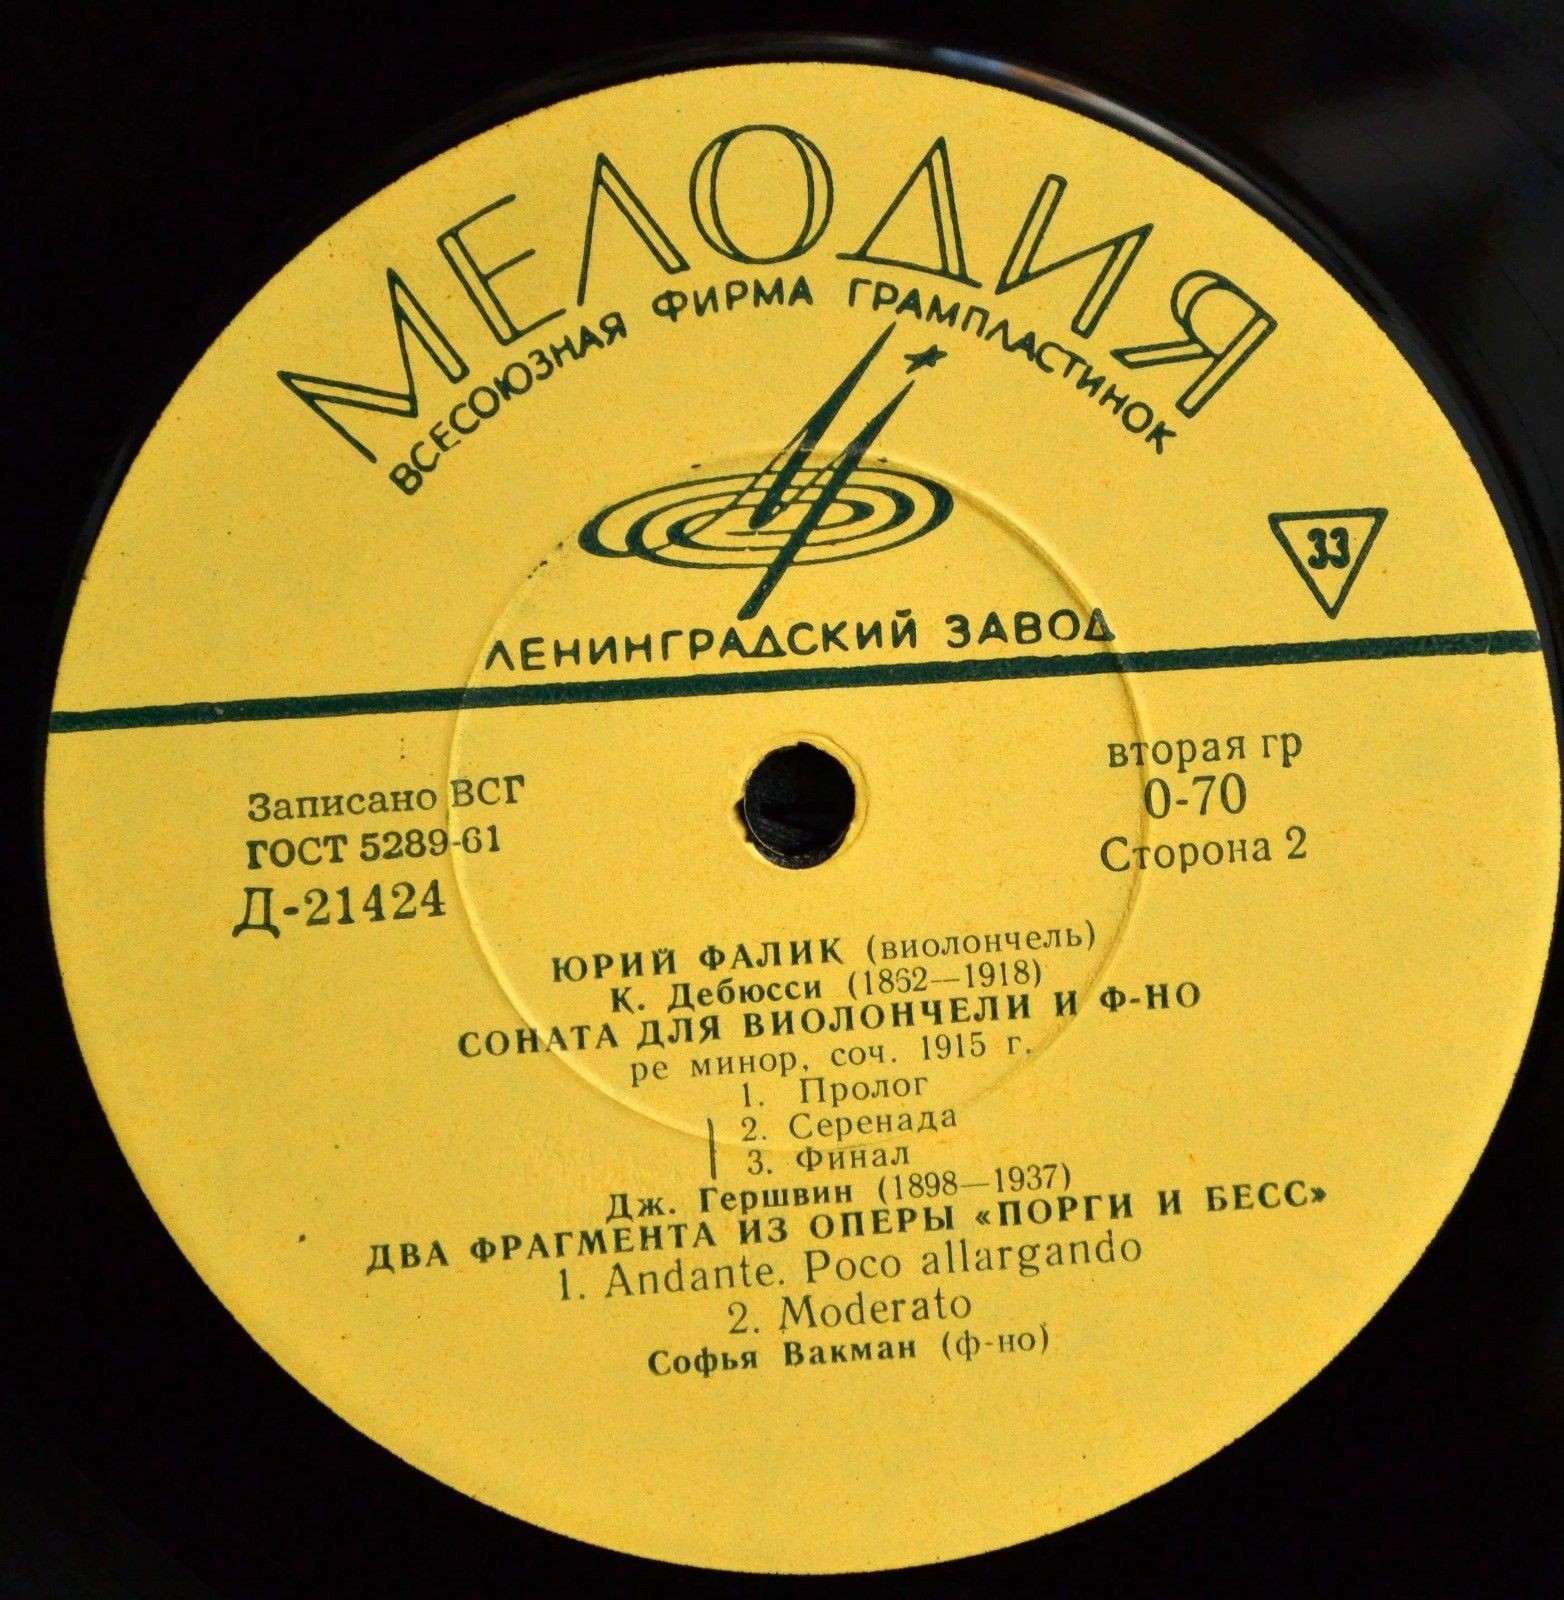 МЕЛОДИЯ
ВСЕСОЮЗНАЯ ФИРМА ГРАМПЛАСТИНОК
33
ЛЕНИНГРАДСКИЙ ЗАВОД
Записано ВСГ
ГОСТ 5289-61
Д-21424
вторая гр
0-70
Сторона 2
ЮРИЙ ФАЛИК (виолончель)
К. Дебюсси (1862—1918)
СОНАТА ДЛЯ ВИОЛОНЧЕЛИ И Ф-НО
ре минор, соч. 1915 г.
1. Пролог
2. Серенада
3. Финал
Дж. Гершвин (1898—1937)
ДВА ФРАГМЕНТА ИЗ ОПЕРЫ «ПОРГИ И БЕСС»
1. Andante. Poco allargando
2. Moderato
Софья Вакман (ф-но)